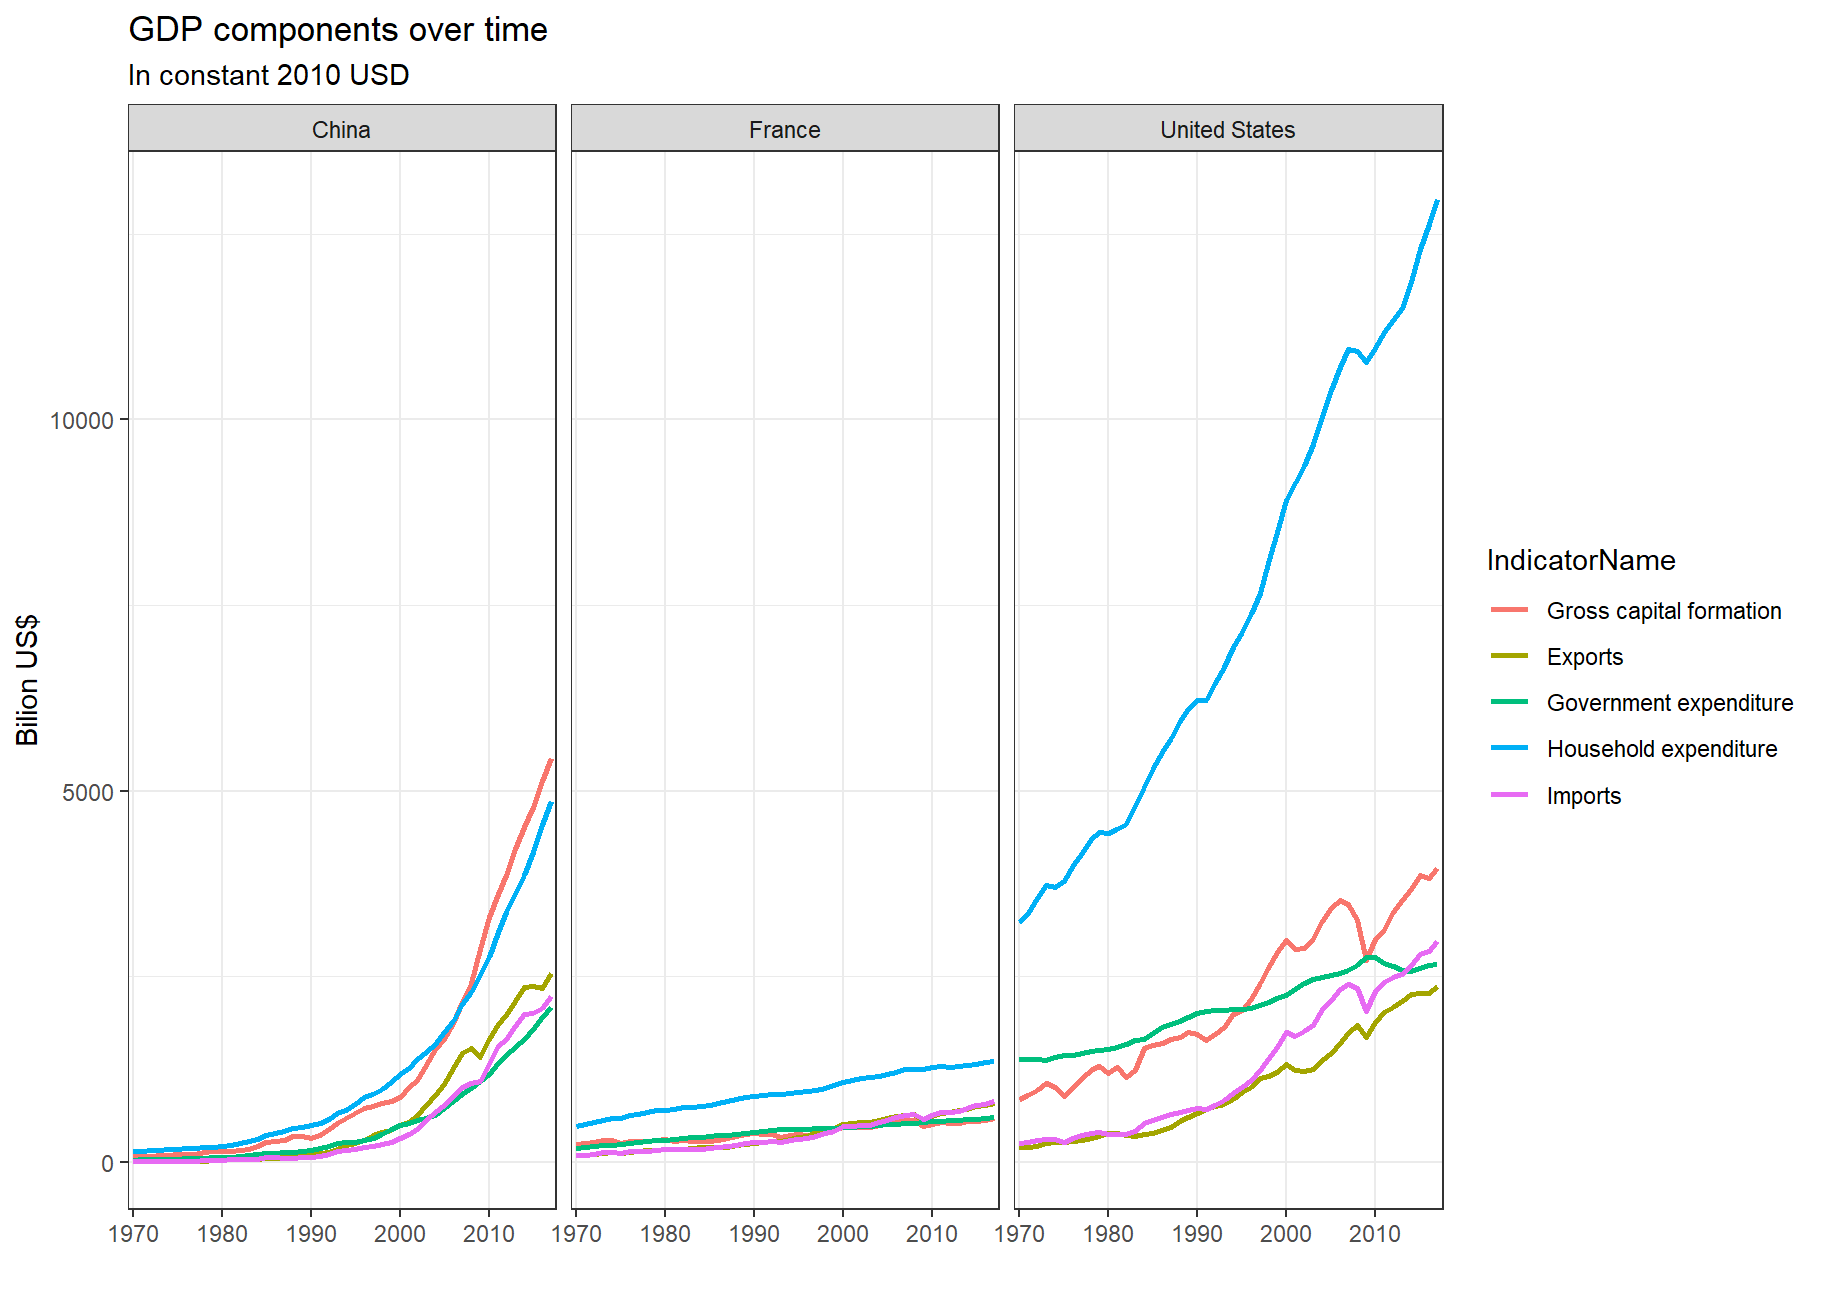 GDP components over time
In constant 2010 USD
China
France
United States
Bilion US$
10000
5000
0
1970 1980 1990 2000 2010
1970 1980 1990 2000 2010
1970 1980 1990 2000 2010
IndicatorName
Gross capital formation
Exports
Government expenditure
Household expenditure
Imports